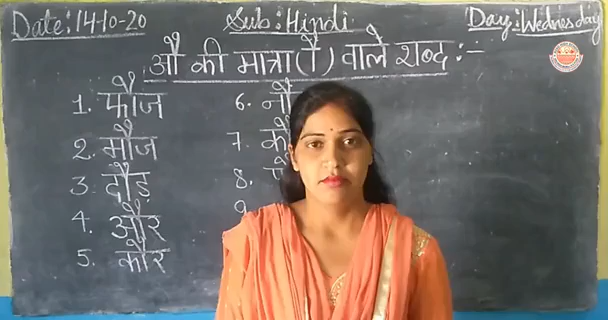 Date:14-10-20 Sub:Hindi Day:Wednesday
औ की मात्रा (ौ) वाले शब्द:-
1. फौज 6. नौ
2. मौज 7.
3. दौड़ 8.
4. और 9.
5. कौर